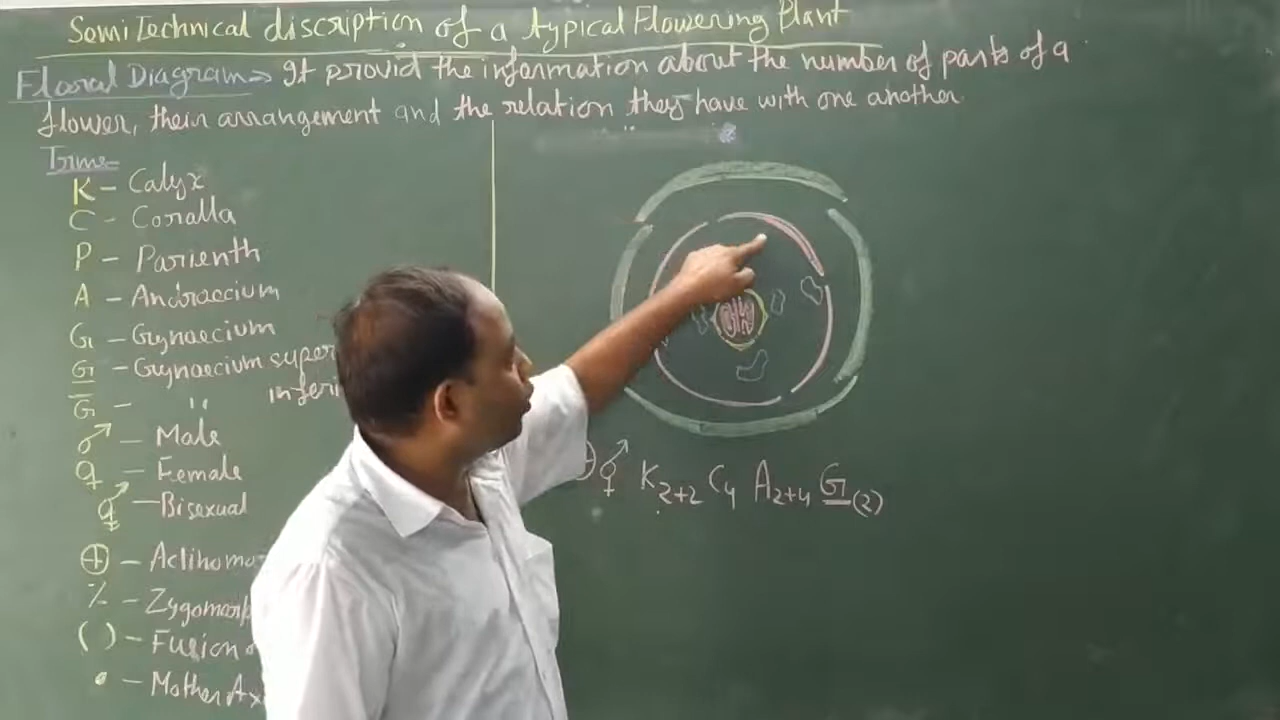 Semi Technical discription of a typical Flowering Plant
Floral Diagram → It provid the information about the number of parts of a
flower, their arrangement and the relation they have with one another.
Trms
K – Calyx
C – Coralla
P – Parienth
A – Andraecium
G – Gynaecium
G̲ – Gynaecium super
Ḡ – " inferi
♂ – Male
♀ – Female
⚥ – Bisexual
⊕ – Actinomo
% – Zygomorp
( ) – Fusion o
• – Mother Ax
⊕ ⚥ K2+2 C4 A2+4 G̲(2)